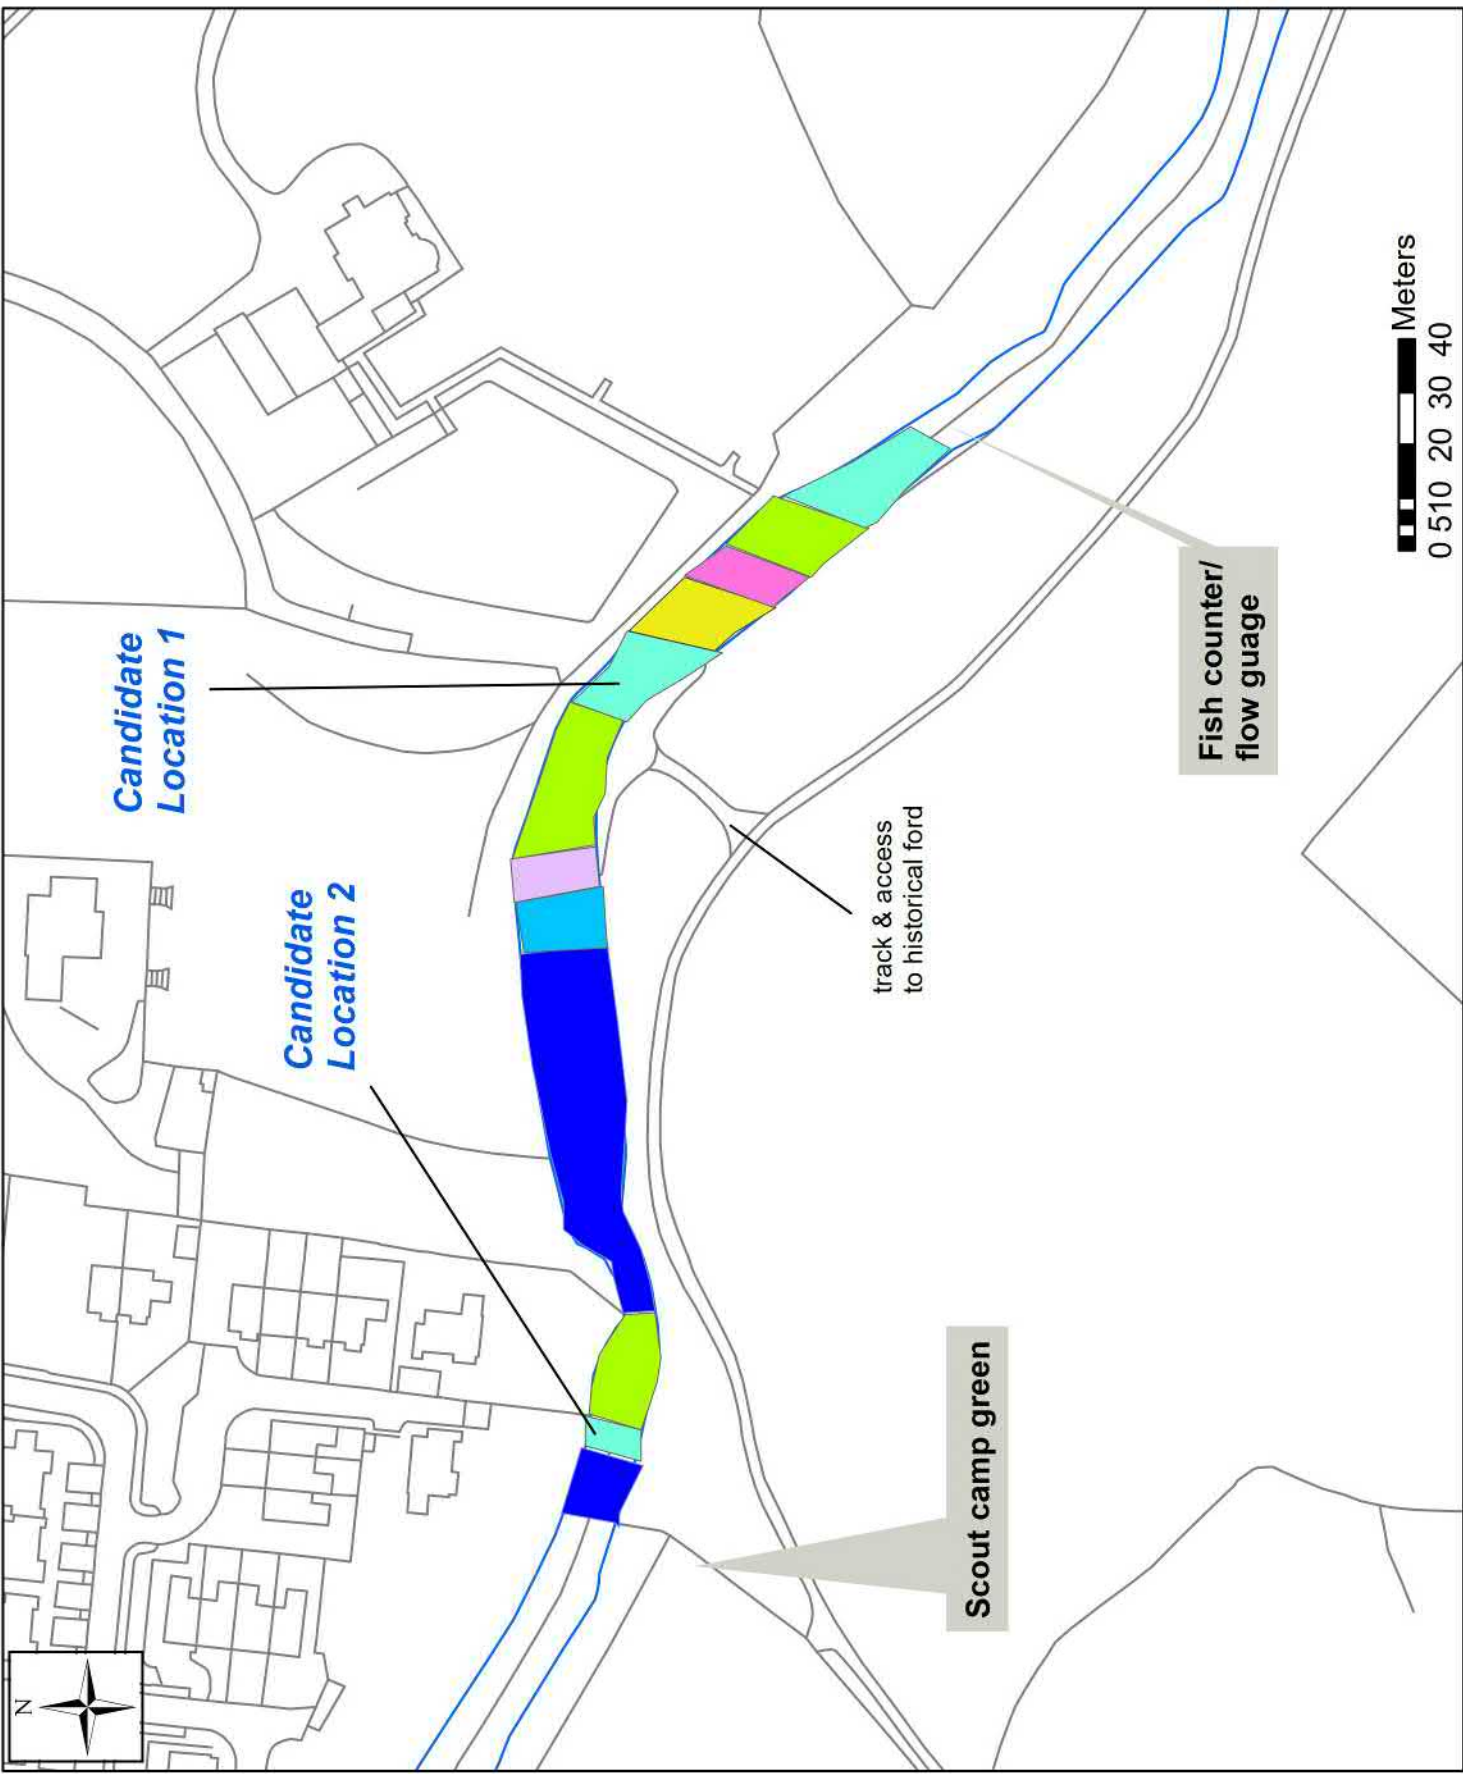 N
Candidate
Location 1
Candidate
Location 2
track & access
to historical ford
Fish counter/
flow guage
Scout camp green
Meters
0 5 10 20 30 40